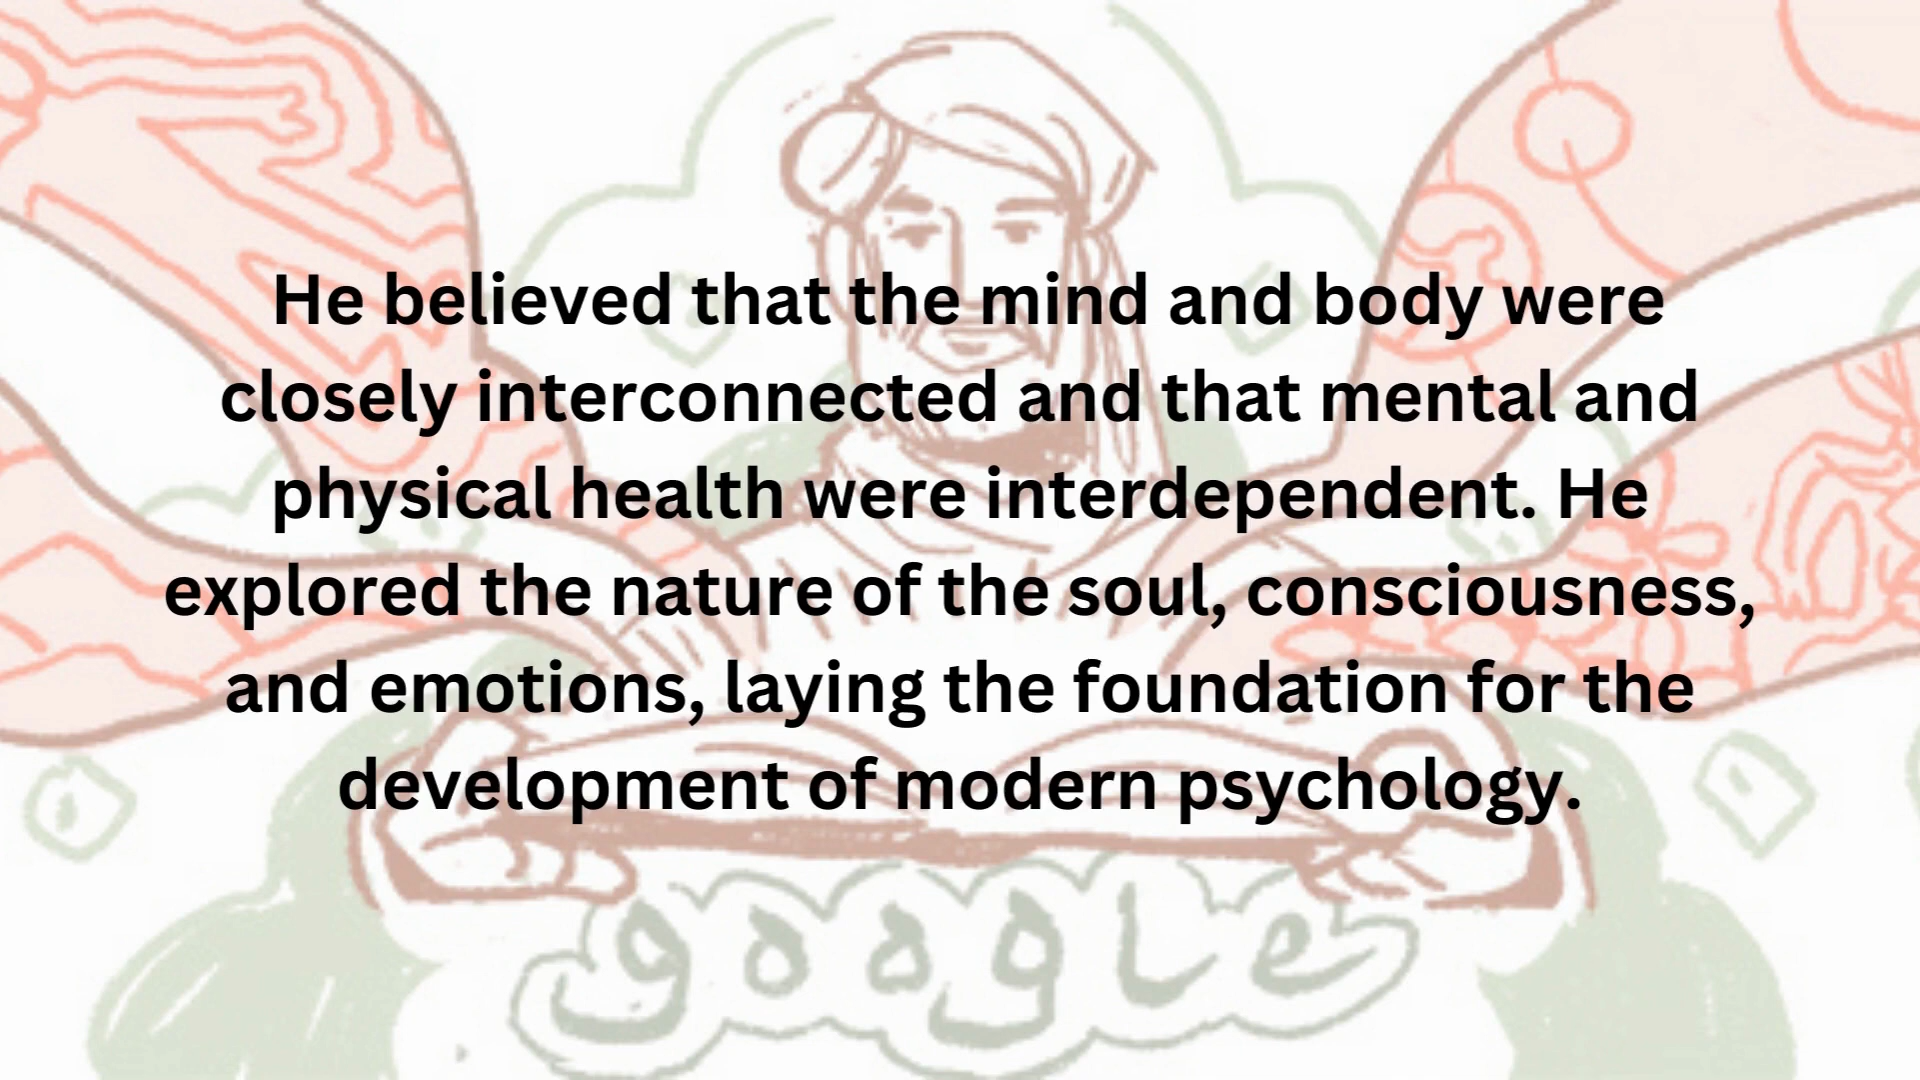 He believed that the mind and body were
closely interconnected and that mental and
physical health were interdependent. He
explored the nature of the soul, consciousness,
and emotions, laying the foundation for the
development of modern psychology.
google